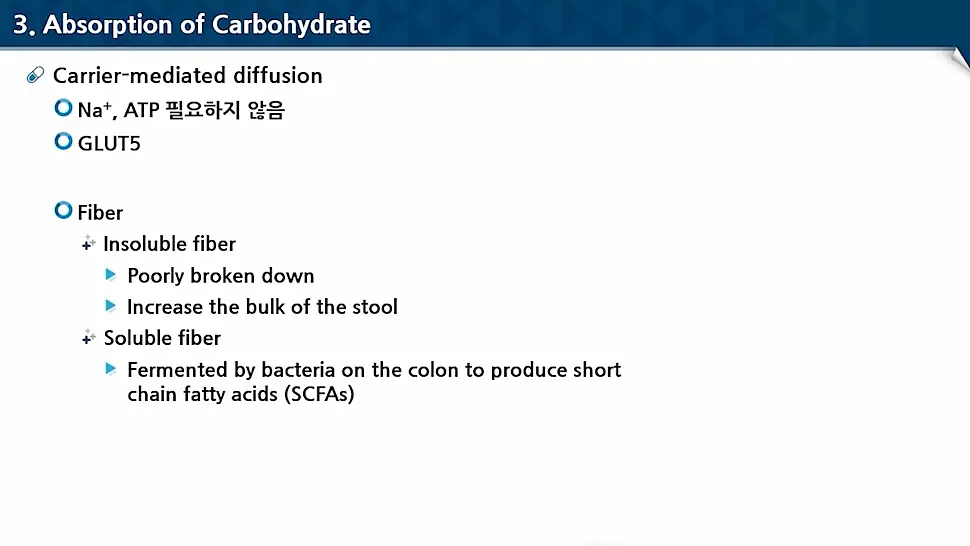 3. Absorption of Carbohydrate
Carrier-mediated diffusion
Na⁺, ATP 필요하지 않음
GLUT5
Fiber
Insoluble fiber
Poorly broken down
Increase the bulk of the stool
Soluble fiber
Fermented by bacteria on the colon to produce short
chain fatty acids (SCFAs)